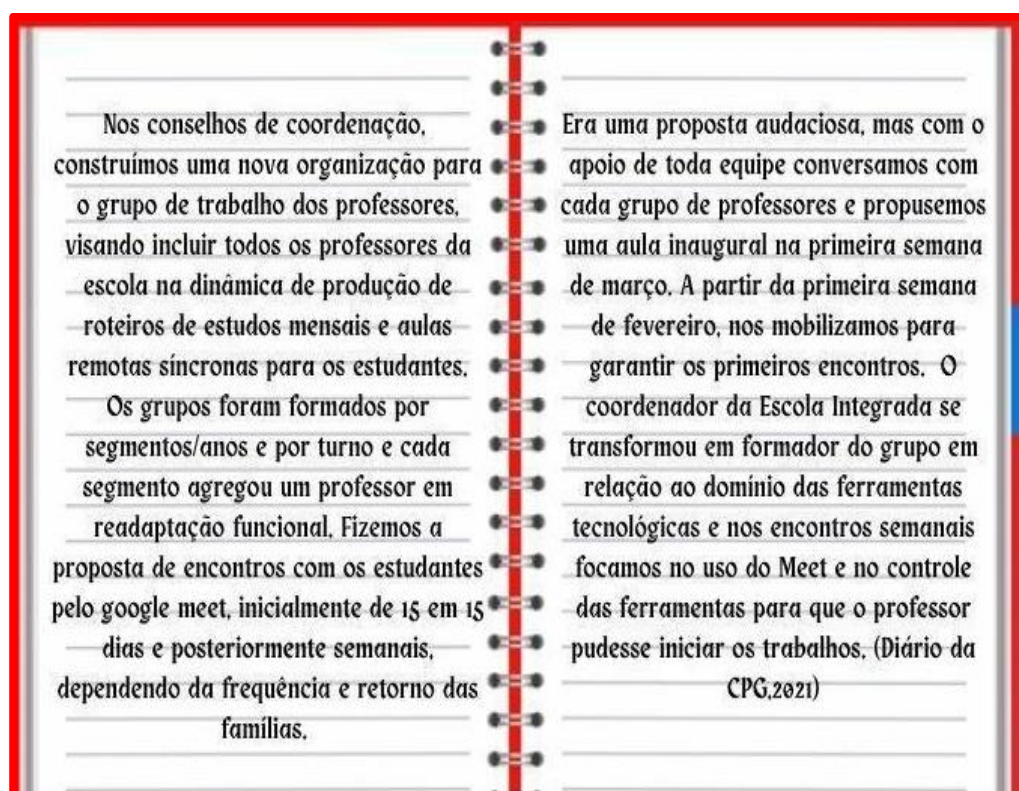 Nos conselhos de coordenação,
construímos uma nova organização para
o grupo de trabalho dos professores,
visando incluir todos os professores da
escola na dinâmica de produção de
roteiros de estudos mensais e aulas
remotas síncronas para os estudantes.
Os grupos foram formados por
segmentos/anos e por turno e cada
segmento agregou um professor em
readaptação funcional. Fizemos a
proposta de encontros com os estudantes
pelo google meet, inicialmente de 15 em 15
dias e posteriormente semanais,
dependendo da frequência e retorno das
famílias.
Era uma proposta audaciosa, mas com o
apoio de toda equipe conversamos com
cada grupo de professores e propusemos
uma aula inaugural na primeira semana
de março. A partir da primeira semana
de fevereiro, nos mobilizamos para
garantir os primeiros encontros. O
coordenador da Escola Integrada se
transformou em formador do grupo em
relação ao domínio das ferramentas
tecnológicas e nos encontros semanais
focamos no uso do Meet e no controle
das ferramentas para que o professor
pudesse iniciar os trabalhos. (Diário da
CPG,2021)